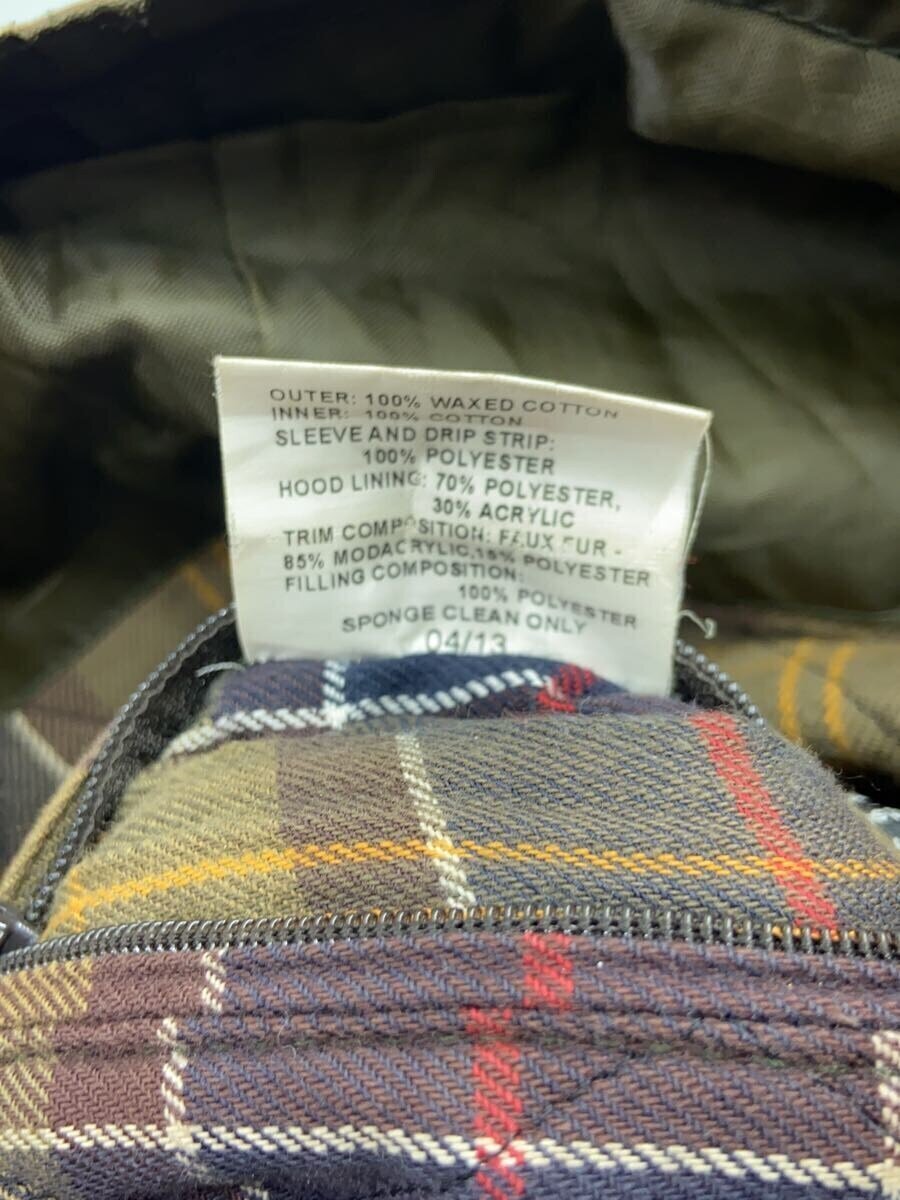 OUTER: 100% WAXED COTTON
INNER: 100% COTTON
SLEEVE AND DRIP STRIP:
100% POLYESTER
HOOD LINING: 70% POLYESTER,
30% ACRYLIC
TRIM COMPOSITION: FAUX FUR -
85% MODACRYLIC,15% POLYESTER
FILLING COMPOSITION:
100% POLYESTER
SPONGE CLEAN ONLY
04/13